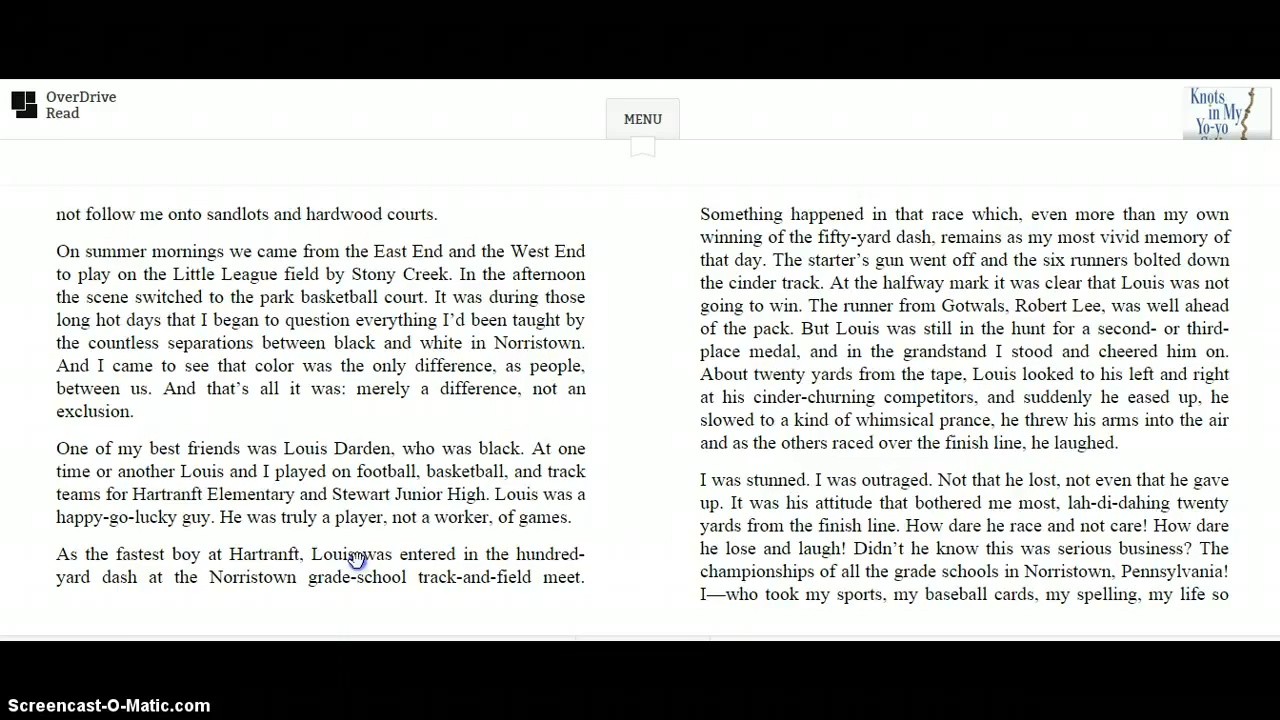 OverDrive
Read
MENU
Knots
in My
Yo-yo
not follow me onto sandlots and hardwood courts.
On summer mornings we came from the East End and the West End
to play on the Little League field by Stony Creek. In the afternoon
the scene switched to the park basketball court. It was during those
long hot days that I began to question everything I’d been taught by
the countless separations between black and white in Norristown.
And I came to see that color was the only difference, as people,
between us. And that’s all it was: merely a difference, not an
exclusion.
One of my best friends was Louis Darden, who was black. At one
time or another Louis and I played on football, basketball, and track
teams for Hartranft Elementary and Stewart Junior High. Louis was a
happy-go-lucky guy. He was truly a player, not a worker, of games.
As the fastest boy at Hartranft, Louis was entered in the hundred-
yard dash at the Norristown grade-school track-and-field meet.
Something happened in that race which, even more than my own
winning of the fifty-yard dash, remains as my most vivid memory of
that day. The starter’s gun went off and the six runners bolted down
the cinder track. At the halfway mark it was clear that Louis was not
going to win. The runner from Gotwals, Robert Lee, was well ahead
of the pack. But Louis was still in the hunt for a second- or third-
place medal, and in the grandstand I stood and cheered him on.
About twenty yards from the tape, Louis looked to his left and right
at his cinder-churning competitors, and suddenly he eased up, he
slowed to a kind of whimsical prance, he threw his arms into the air
and as the others raced over the finish line, he laughed.
I was stunned. I was outraged. Not that he lost, not even that he gave
up. It was his attitude that bothered me most, lah-di-dahing twenty
yards from the finish line. How dare he race and not care! How dare
he lose and laugh! Didn’t he know this was serious business? The
championships of all the grade schools in Norristown, Pennsylvania!
I—who took my sports, my baseball cards, my spelling, my life so
Screencast-O-Matic.com